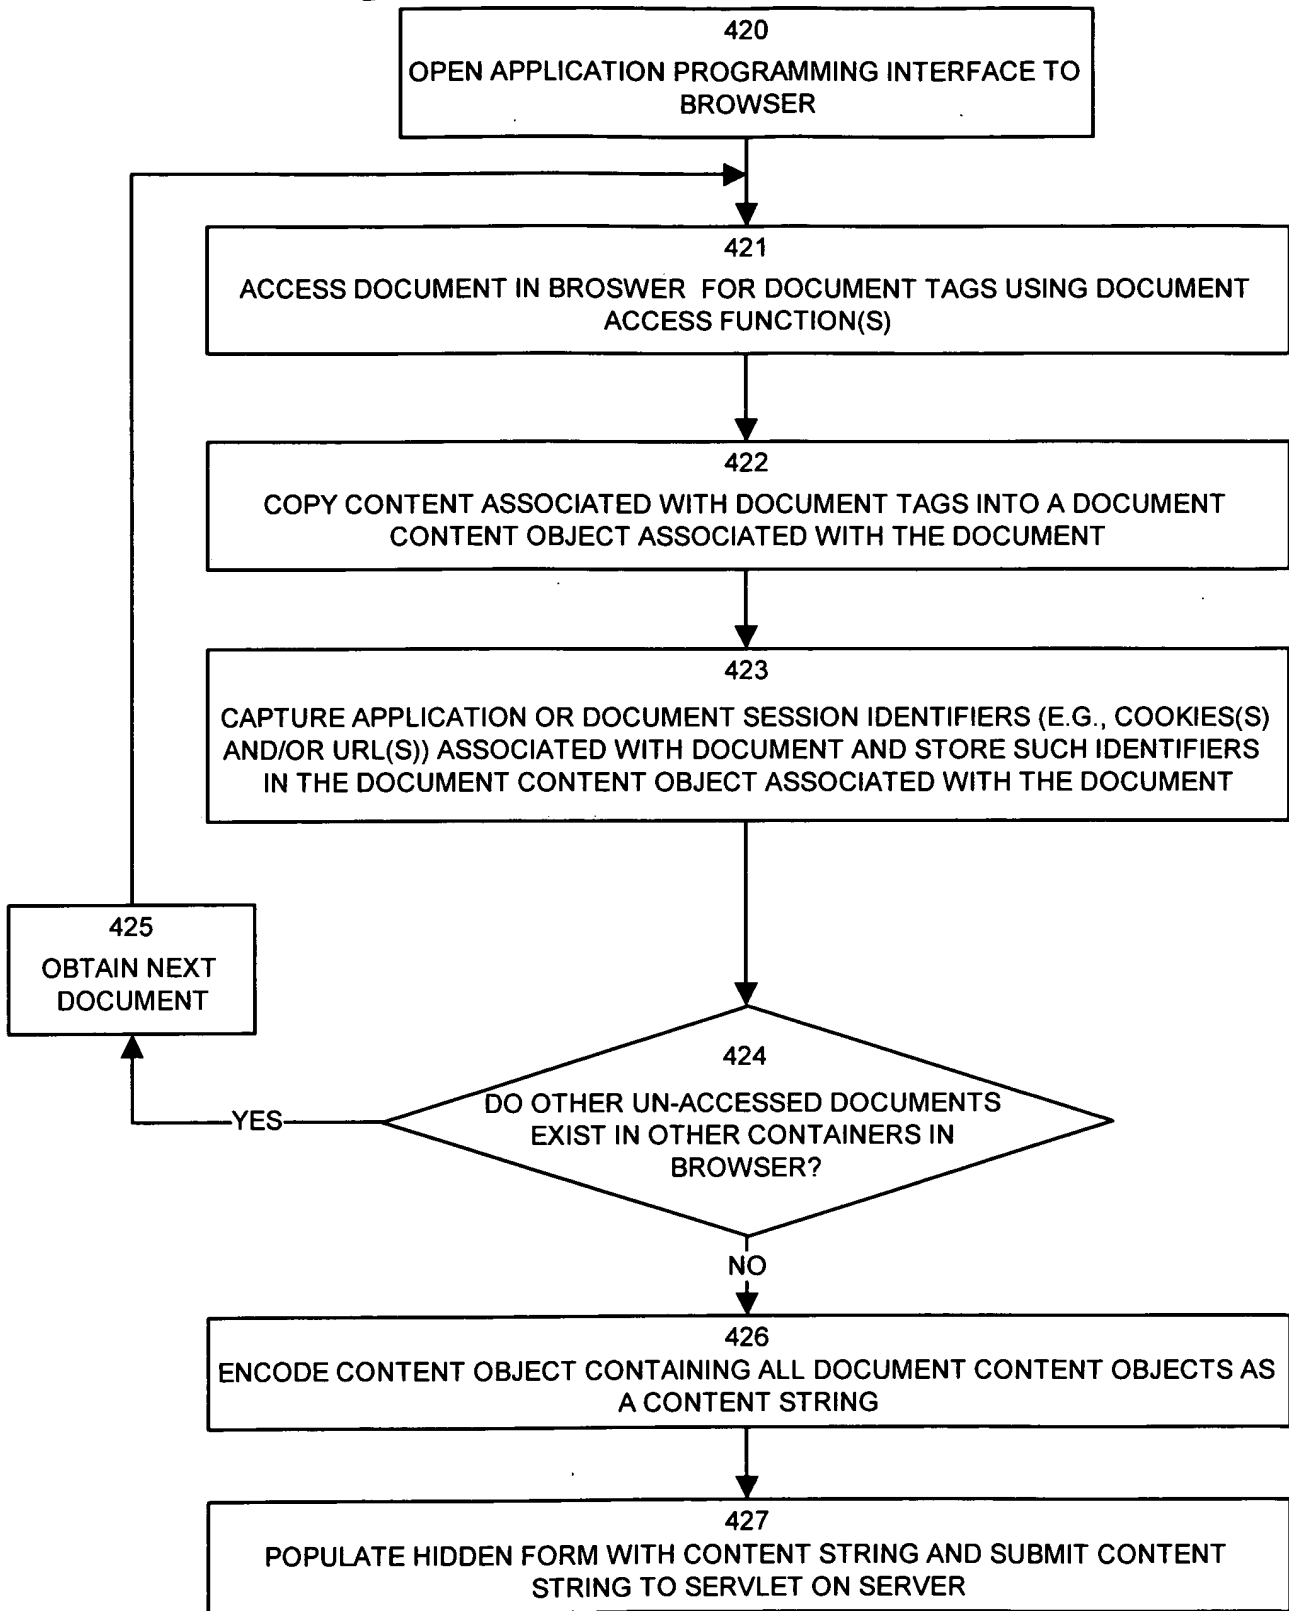 420
OPEN APPLICATION PROGRAMMING INTERFACE TO
BROWSER
421
ACCESS DOCUMENT IN BROSWER FOR DOCUMENT TAGS USING DOCUMENT
ACCESS FUNCTION(S)
422
COPY CONTENT ASSOCIATED WITH DOCUMENT TAGS INTO A DOCUMENT
CONTENT OBJECT ASSOCIATED WITH THE DOCUMENT
423
CAPTURE APPLICATION OR DOCUMENT SESSION IDENTIFIERS (E.G., COOKIES(S)
AND/OR URL(S)) ASSOCIATED WITH DOCUMENT AND STORE SUCH IDENTIFIERS
IN THE DOCUMENT CONTENT OBJECT ASSOCIATED WITH THE DOCUMENT
425
OBTAIN NEXT
DOCUMENT
424
DO OTHER UN-ACCESSED DOCUMENTS
EXIST IN OTHER CONTAINERS IN
BROWSER?
YES
NO
426
ENCODE CONTENT OBJECT CONTAINING ALL DOCUMENT CONTENT OBJECTS AS
A CONTENT STRING
427
POPULATE HIDDEN FORM WITH CONTENT STRING AND SUBMIT CONTENT
STRING TO SERVLET ON SERVER